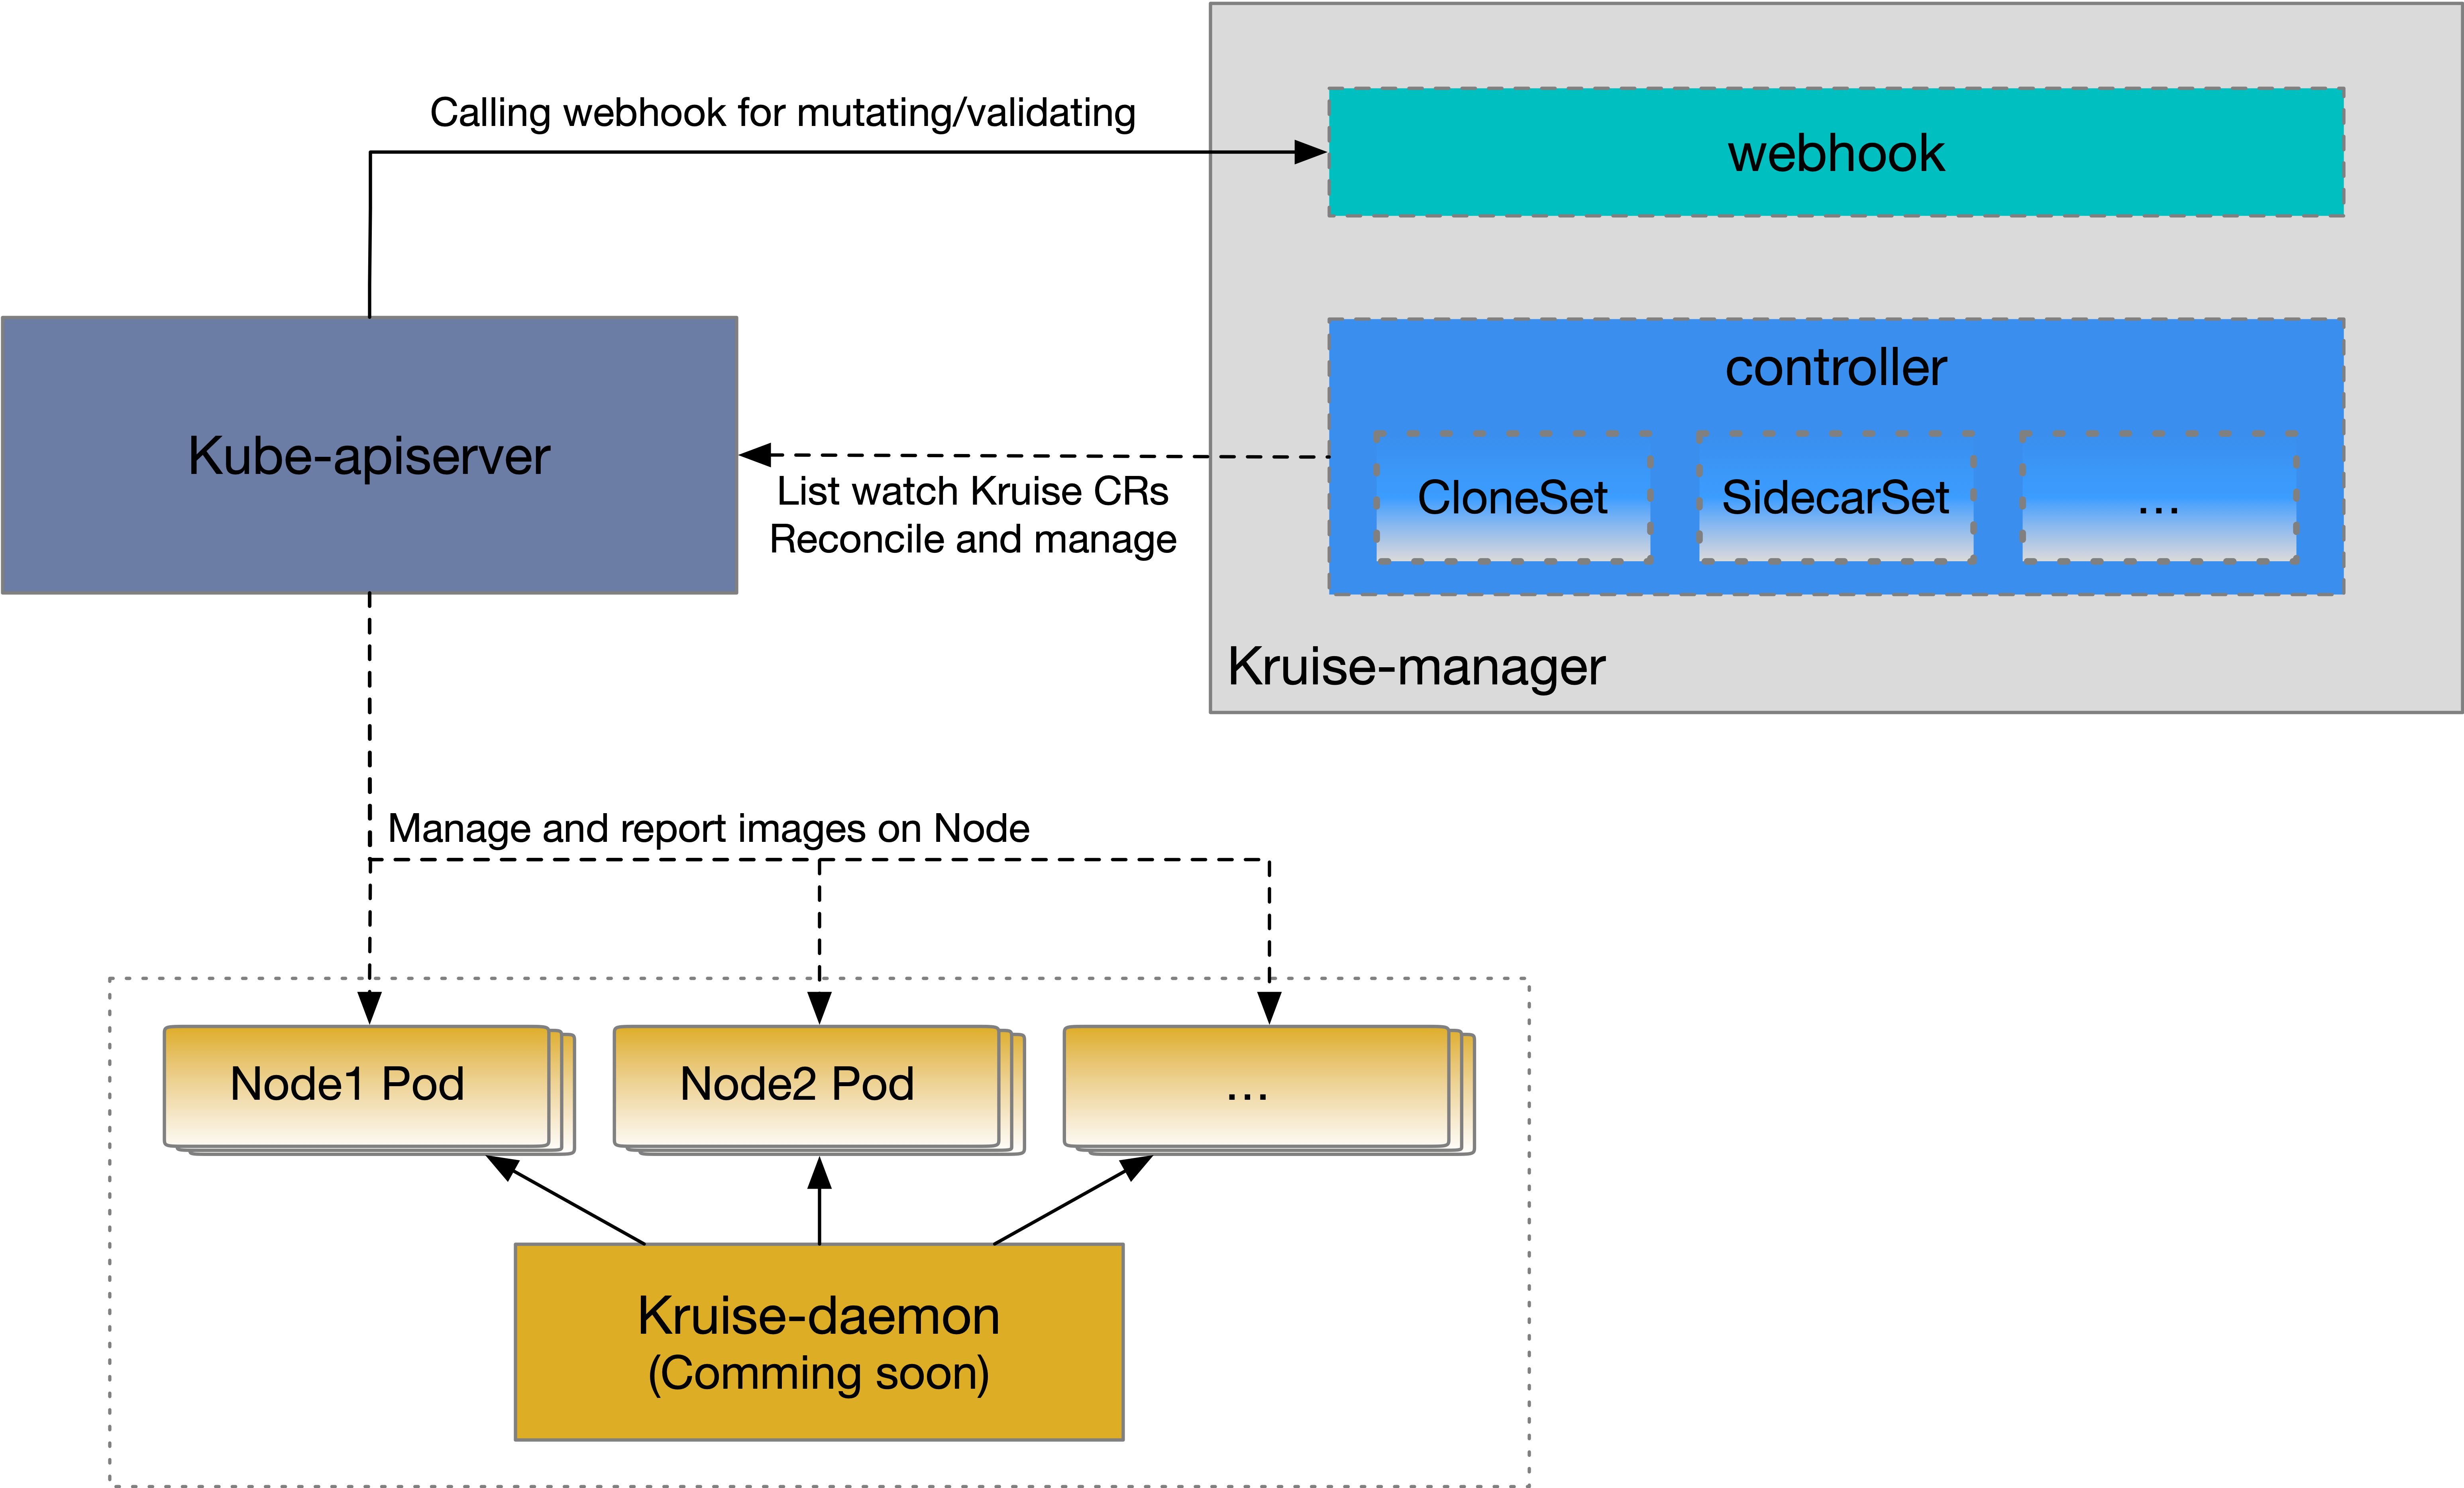 Calling webhook for mutating/validating
webhook
controller
Kube-apiserver
List watch Kruise CRs
Reconcile and manage
CloneSet
SidecarSet
...
Kruise-manager
Manage and report images on Node
Node1 Pod
Node2 Pod
...
Kruise-daemon
(Comming soon)